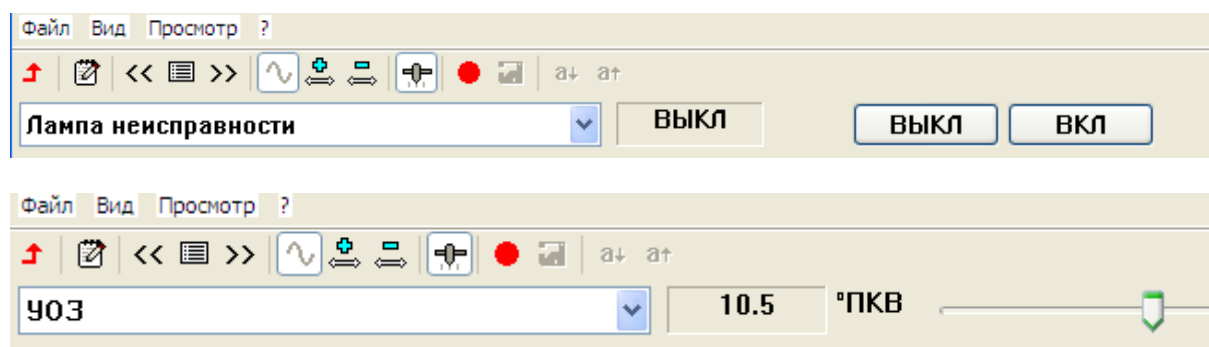 Файл Вид Просмотр ?
<< >> a↓ a↑
Лампа неисправности ВЫКЛ ВЫКЛ ВКЛ
Файл Вид Просмотр ?
<< >> a↓ a↑
УОЗ 10.5 °ПКВ